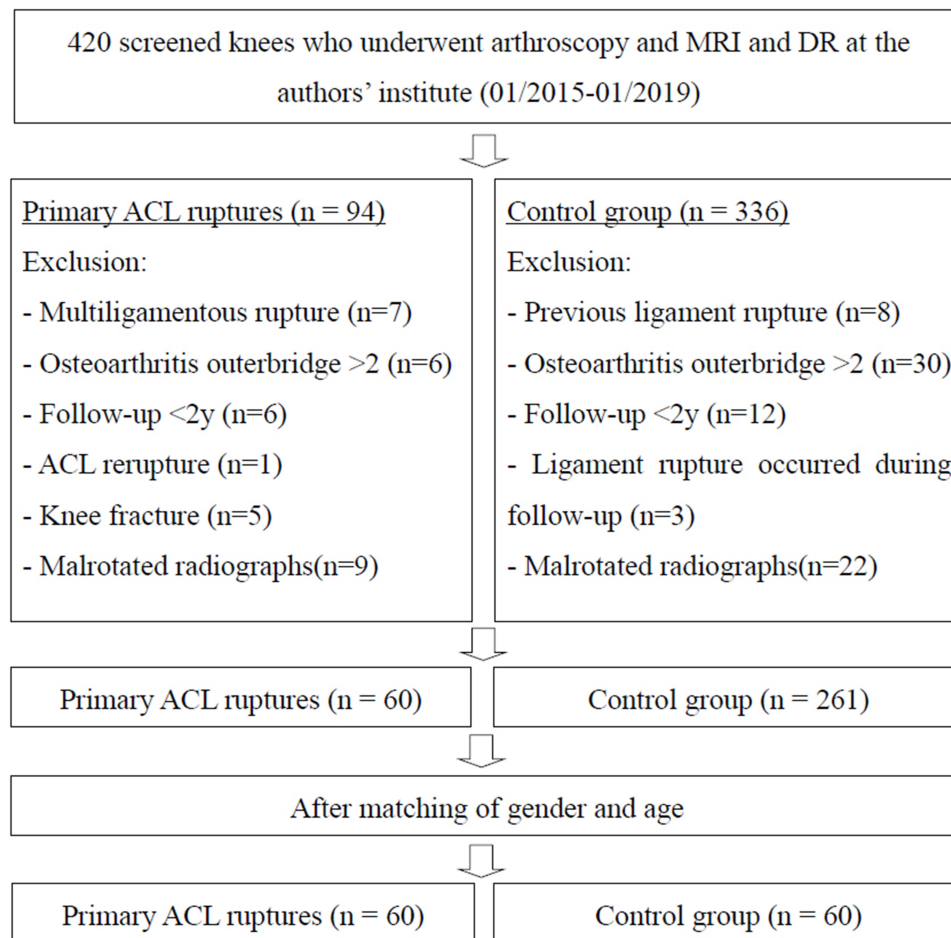 420 screened knees who underwent arthroscopy and MRI and DR at the
authors’ institute (01/2015-01/2019)
Primary ACL ruptures (n = 94)
Exclusion:
- Multiligamentous rupture (n=7)
- Osteoarthritis outerbridge >2 (n=6)
- Follow-up <2y (n=6)
- ACL rerupture (n=1)
- Knee fracture (n=5)
- Malrotated radiographs(n=9)
Control group (n = 336)
Exclusion:
- Previous ligament rupture (n=8)
- Osteoarthritis outerbridge >2 (n=30)
- Follow-up <2y (n=12)
- Ligament rupture occurred during
follow-up (n=3)
- Malrotated radiographs(n=22)
Primary ACL ruptures (n = 60)
Control group (n = 261)
After matching of gender and age
Primary ACL ruptures (n = 60)
Control group (n = 60)